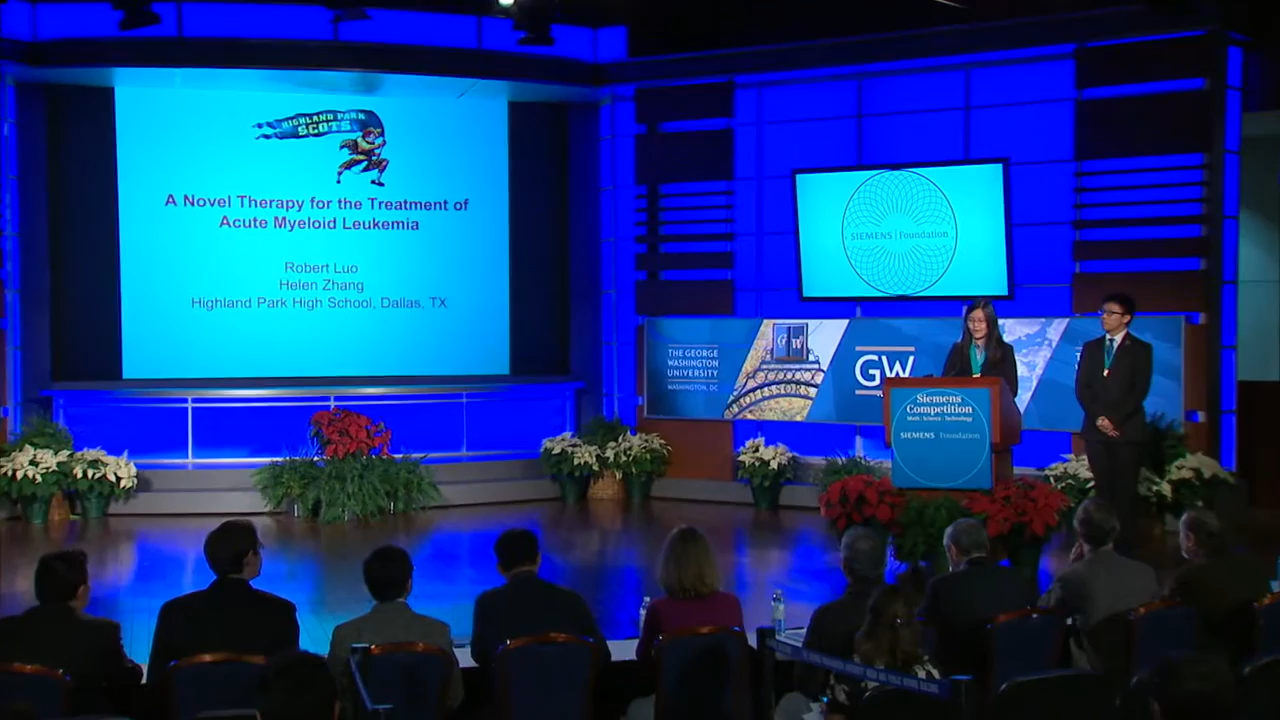 HIGHLAND PARK
SCOTS
A Novel Therapy for the Treatment of
Acute Myeloid Leukemia
Robert Luo
Helen Zhang
Highland Park High School, Dallas, TX
SIEMENS | Foundation
THE GEORGE
WASHINGTON
UNIVERSITY
WASHINGTON, DC
GW
PROFESSORS
GW
Siemens
Competition
Math : Science : Technology
SIEMENS | Foundation